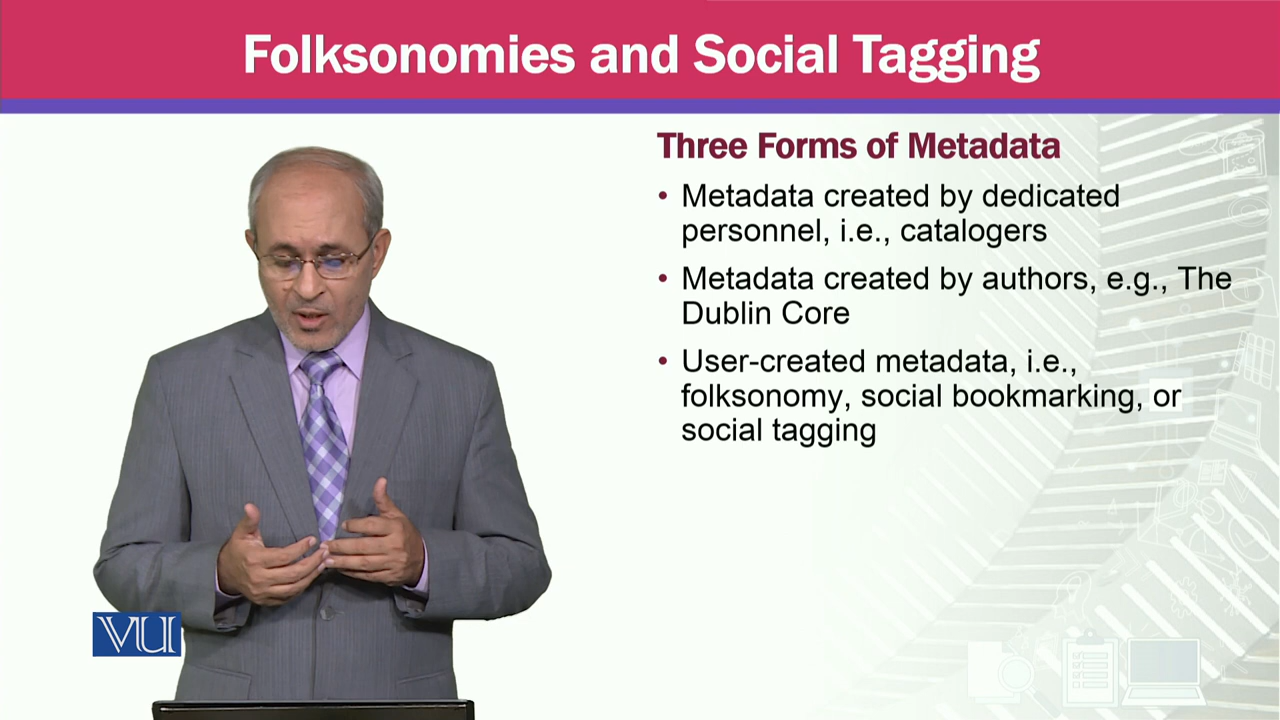 Folksonomies and Social Tagging
Three Forms of Metadata
• Metadata created by dedicated
personnel, i.e., catalogers
• Metadata created by authors, e.g., The
Dublin Core
• User-created metadata, i.e.,
folksonomy, social bookmarking, or
social tagging
VU